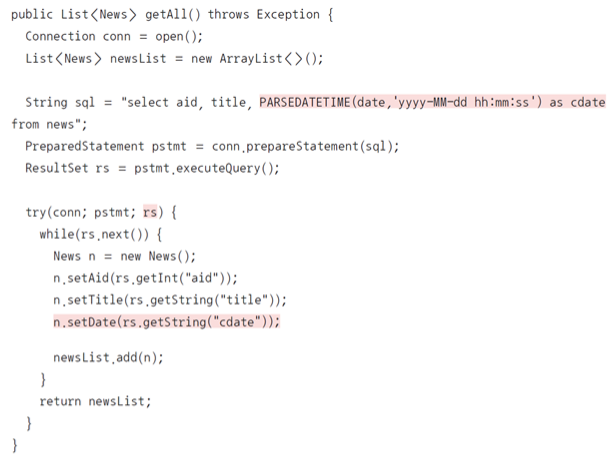 public List<News> getAll() throws Exception {
  Connection conn = open();
  List<News> newsList = new ArrayList<>();

  String sql = "select aid, title, PARSEDATETIME(date,'yyyy-MM-dd hh:mm:ss') as cdate
from news";
  PreparedStatement pstmt = conn.prepareStatement(sql);
  ResultSet rs = pstmt.executeQuery();

  try(conn; pstmt; rs) {
    while(rs.next()) {
      News n = new News();
      n.setAid(rs.getInt("aid"));
      n.setTitle(rs.getString("title"));
      n.setDate(rs.getString("cdate"));

      newsList.add(n);
    }
    return newsList;
  }
}